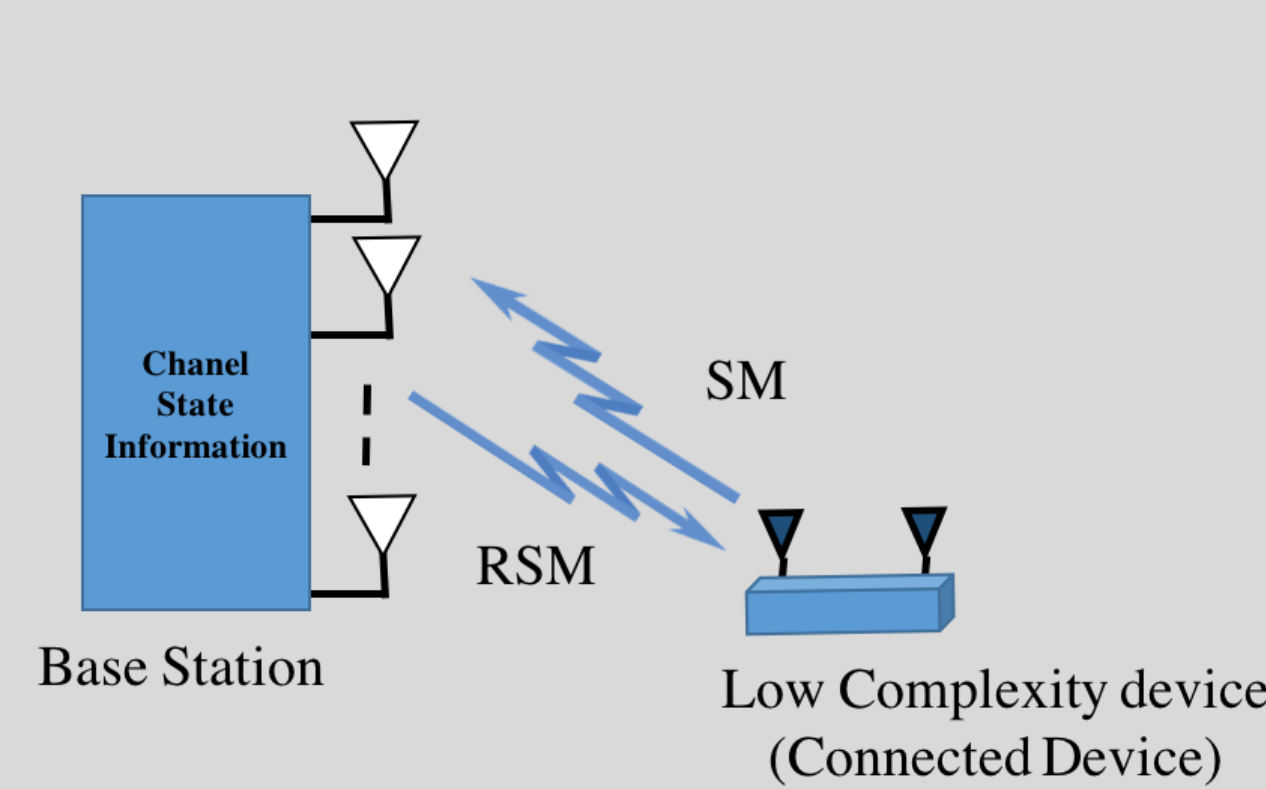 Chanel
State
Information
SM
RSM
Base Station
Low Complexity device
(Connected Device)